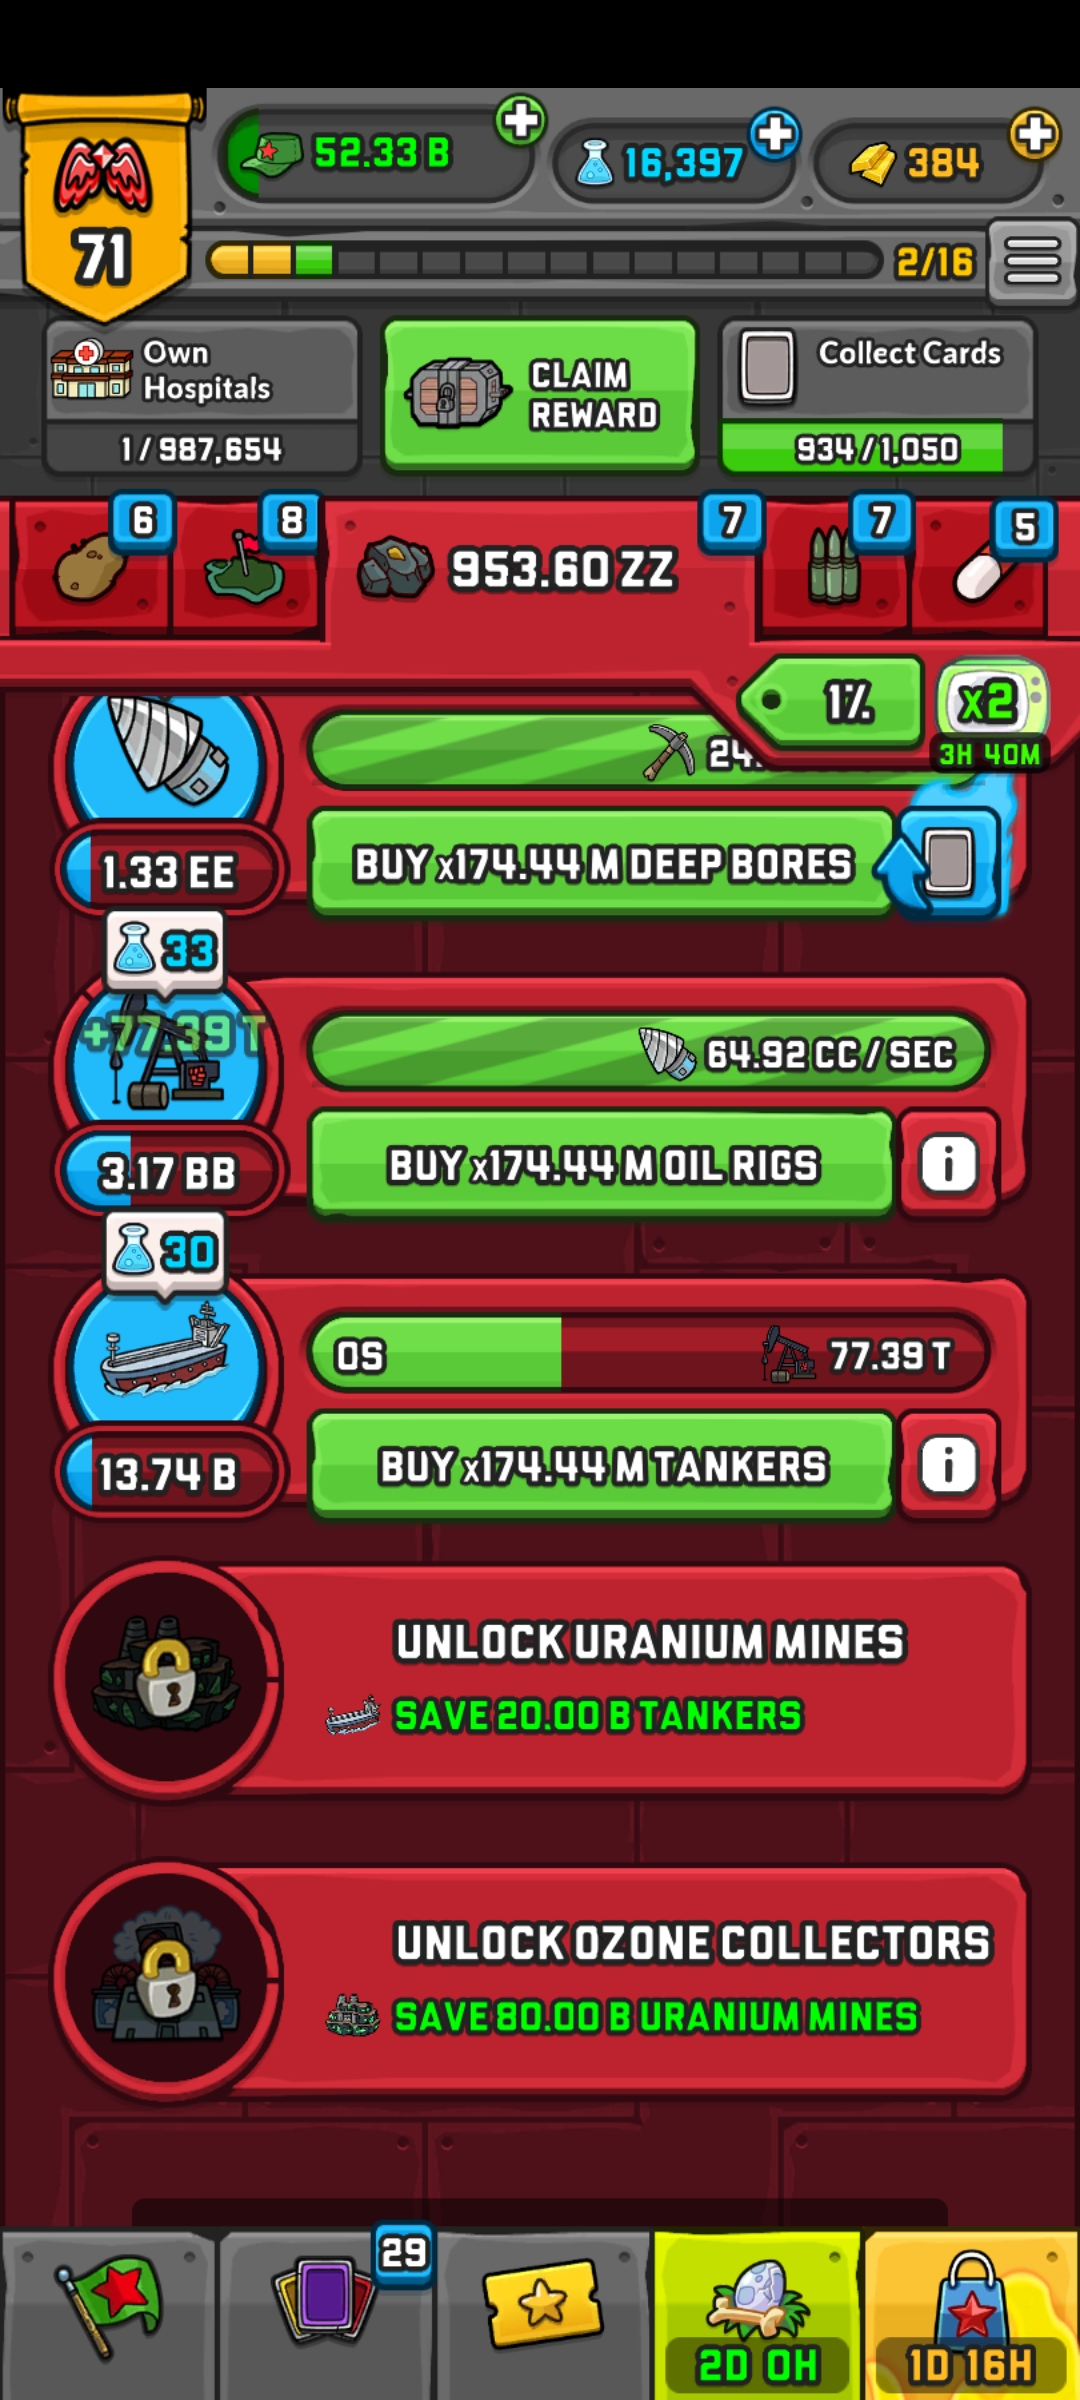 52.33 B
16,397
384
71
2/16
Own
Hospitals
1/987,654
CLAIM
REWARD
Collect Cards
934/1,050
6
8
953.60 ZZ
7
7
5
1%
x2
3H 40M
24.
1.33 EE
BUY x174.44 M DEEP BORES
33
+77.39 T
64.92 CC / SEC
3.17 BB
BUY x174.44 M OIL RIGS
i
30
0S
77.39 T
13.74 B
BUY x174.44 M TANKERS
i
UNLOCK URANIUM MINES
SAVE 20.00 B TANKERS
UNLOCK OZONE COLLECTORS
SAVE 80.00 B URANIUM MINES
29
2D 0H
1D 16H